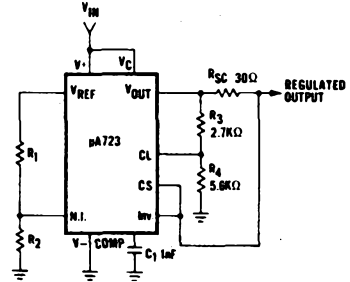 VIN
V+ VC
VREF VOUT
RSC 30Ω
REGULATED
OUTPUT
R3
2.7KΩ
R1
μA723
CL
R4
5.6KΩ
CS
N.I. Inv
R2
V- COMP
C1 1nF